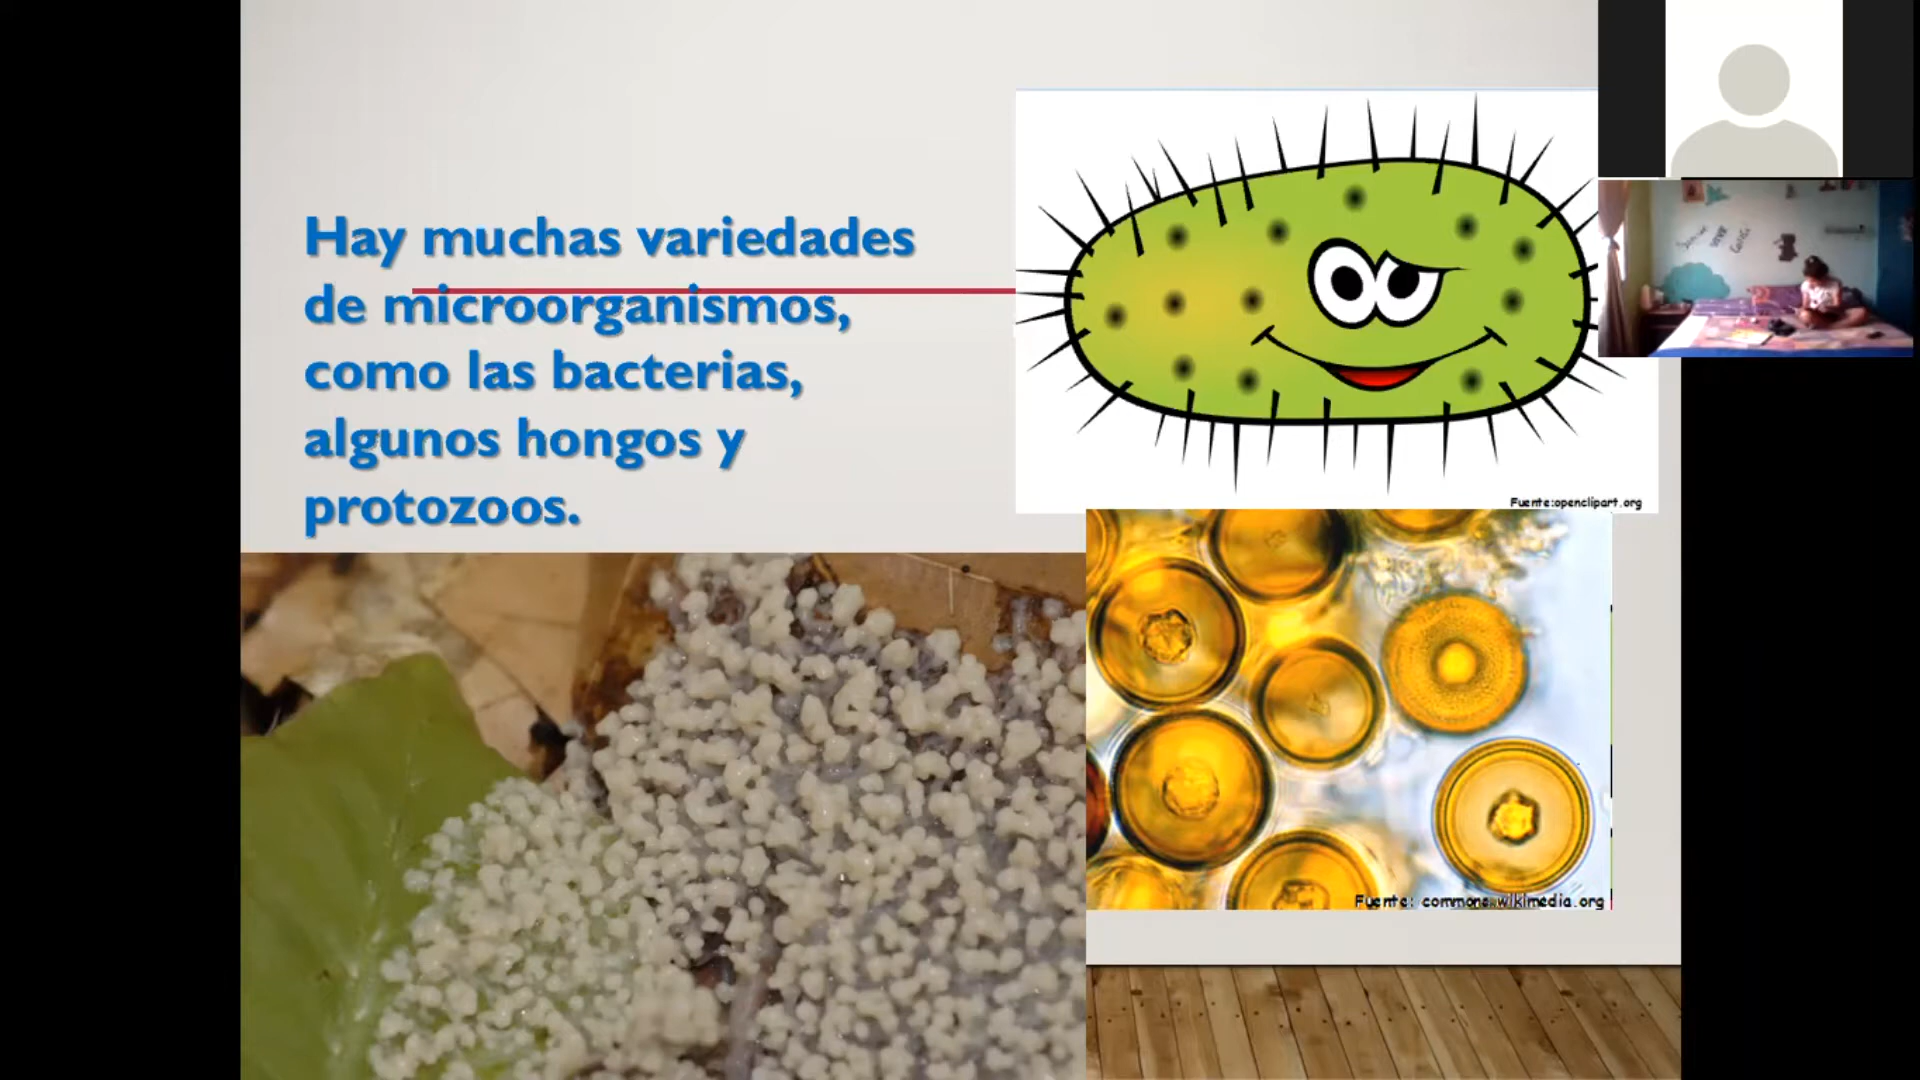 Hay muchas variedades
de microorganismos,
como las bacterias,
algunos hongos y
protozoos.
Fuente:openclipart.org
Fuente: commons.wikimedia.org